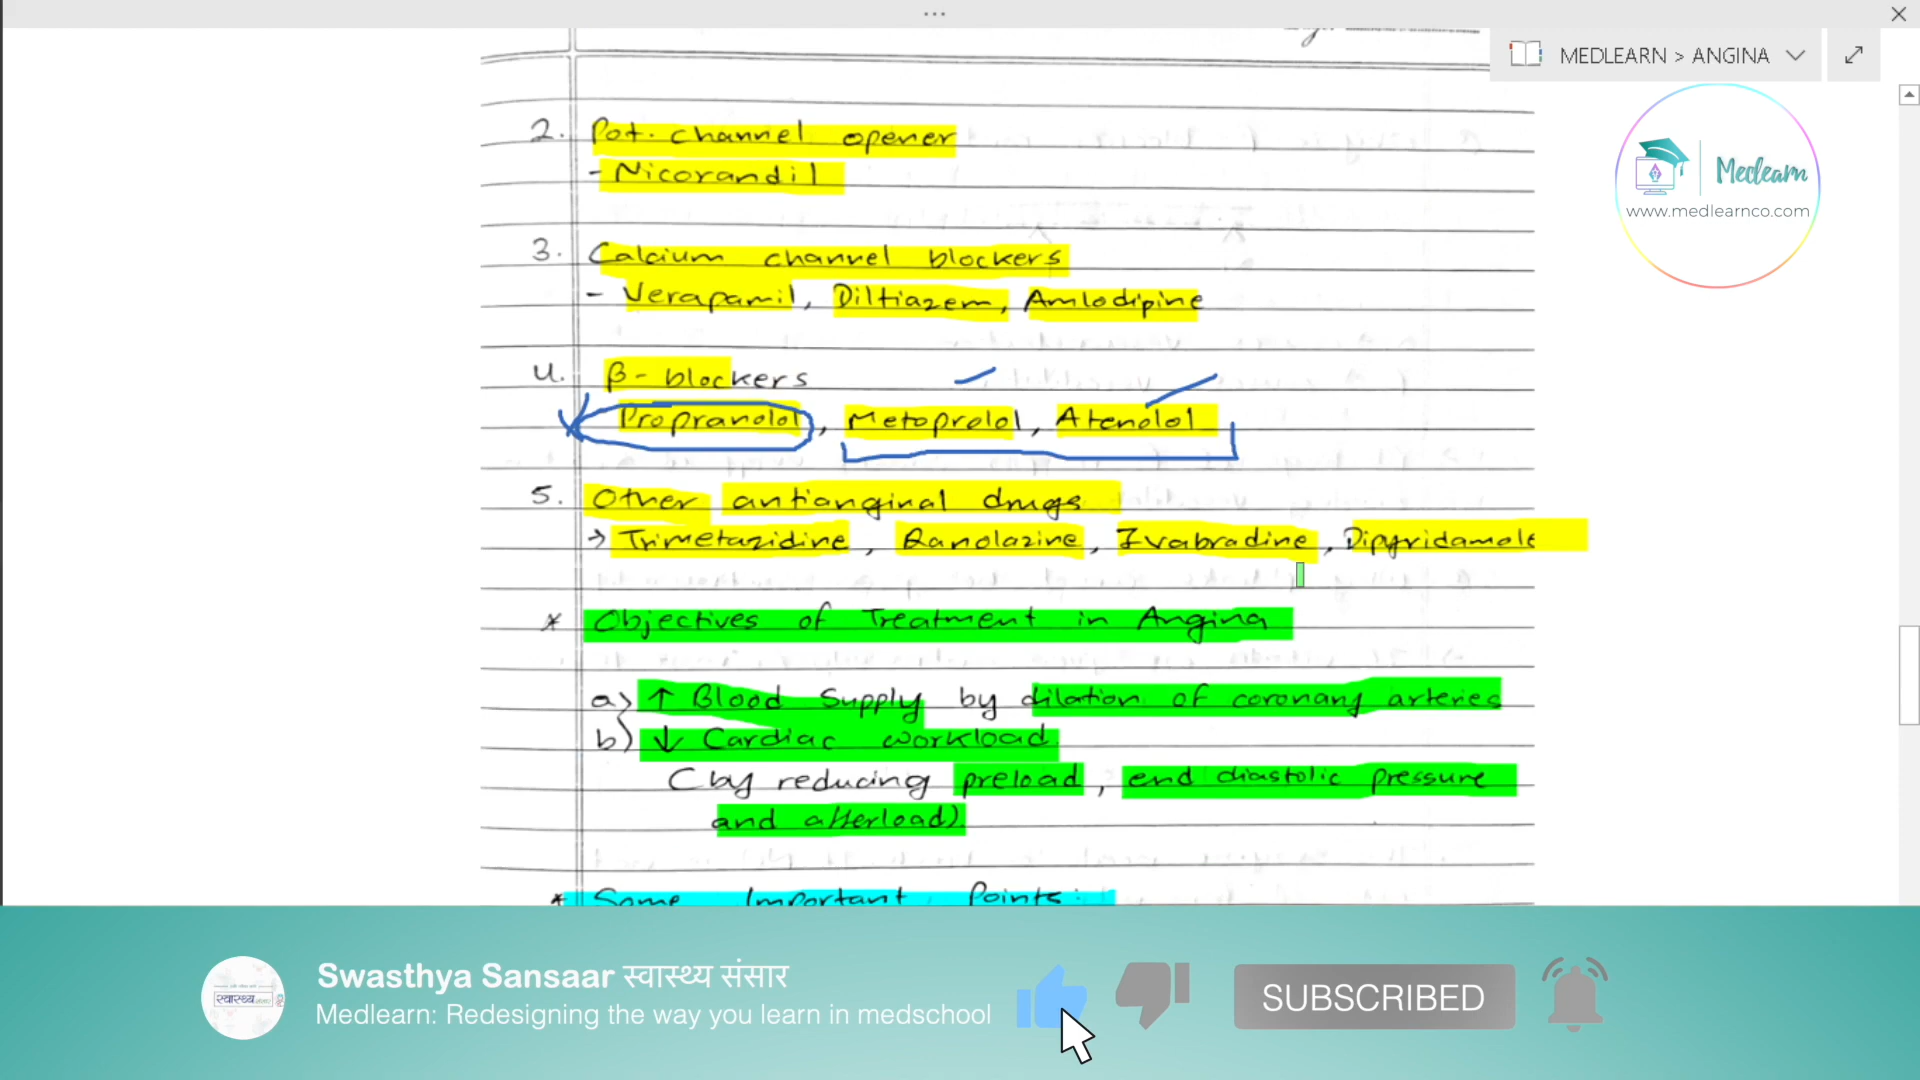 MEDLEARN > ANGINA
Medlearn
www.medlearnco.com
2. Pot. channel opener
- Nicorandil
3. Calcium channel blockers
- Verapamil, Diltiazem, Amlodipine
4. β-blockers
Propranolol, Metoprolol, Atenolol
5. Other antianginal drugs
→ Trimetazidine, Ranolazine, Ivabradine, Dipyridamole
* Objectives of Treatment in Angina
a) ↑ Blood Supply by dilation of coronary arteries
b) ↓ Cardiac workload
(by reducing preload, end diastolic pressure
and afterload)
* Some Important Points:
Swasthya Sansaar स्वास्थ्य संसार
Medlearn: Redesigning the way you learn in medschool
SUBSCRIBED